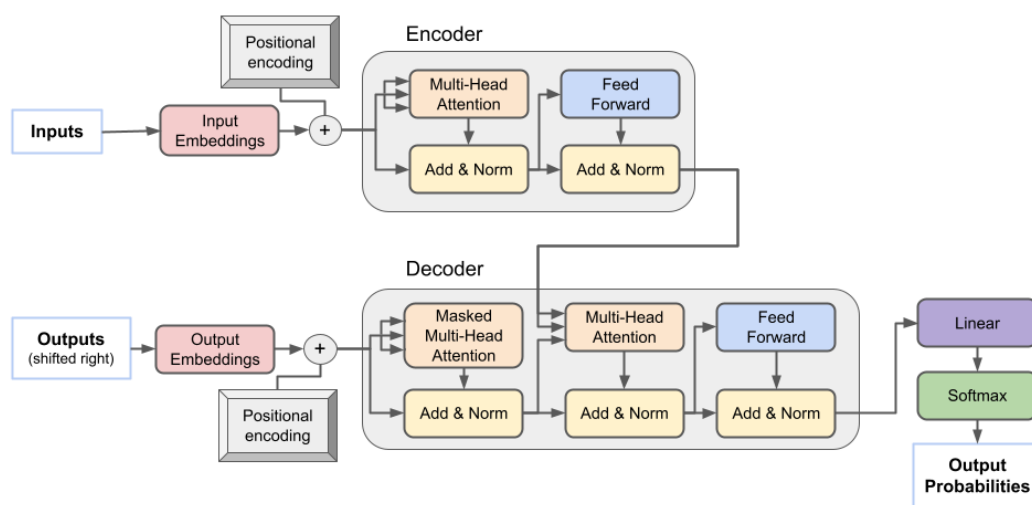 Encoder
Positional
encoding
Multi-Head
Attention
Feed
Forward
Inputs
Input
Embeddings
+
Add & Norm
Add & Norm
Decoder
Outputs
(shifted right)
Output
Embeddings
+
Positional
encoding
Masked
Multi-Head
Attention
Multi-Head
Attention
Feed
Forward
Add & Norm
Add & Norm
Add & Norm
Linear
Softmax
Output
Probabilities